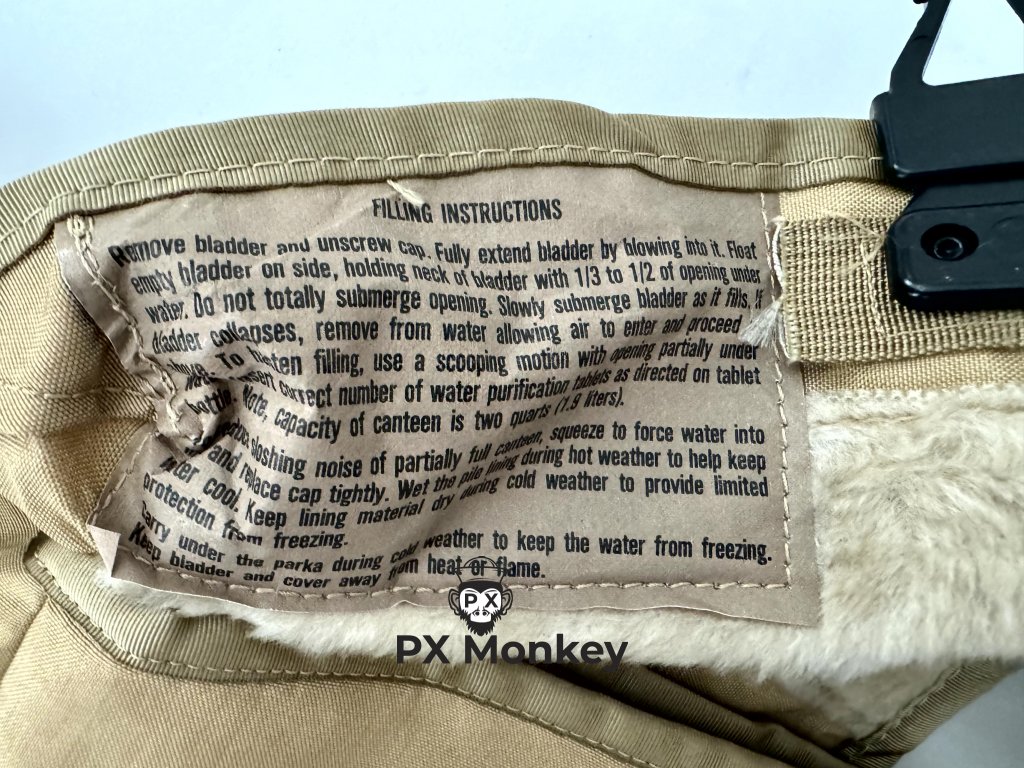 FILLING INSTRUCTIONS
Remove bladder and unscrew cap. Fully extend bladder by blowing into it. Float
empty bladder on side, holding neck of bladder with 1/3 to 1/2 of opening under
water. Do not totally submerge opening. Slowly submerge bladder as it fills. If
bladder collapses, remove from water allowing air to enter and proceed
To hasten filling, use a scooping motion with opening partially under
correct number of water purification tablets as directed on tablet
bottle. Note, capacity of canteen is two quarts (1.9 liters).
sloshing noise of partially full canteen, squeeze to force water into
and replace cap tightly. Wet the pile lining during hot weather to help keep
water cool. Keep lining material dry during cold weather to provide limited
protection from freezing.
Carry under the parka during cold weather to keep the water from freezing.
Keep bladder and cover away from heat or flame.
PX
PX Monkey